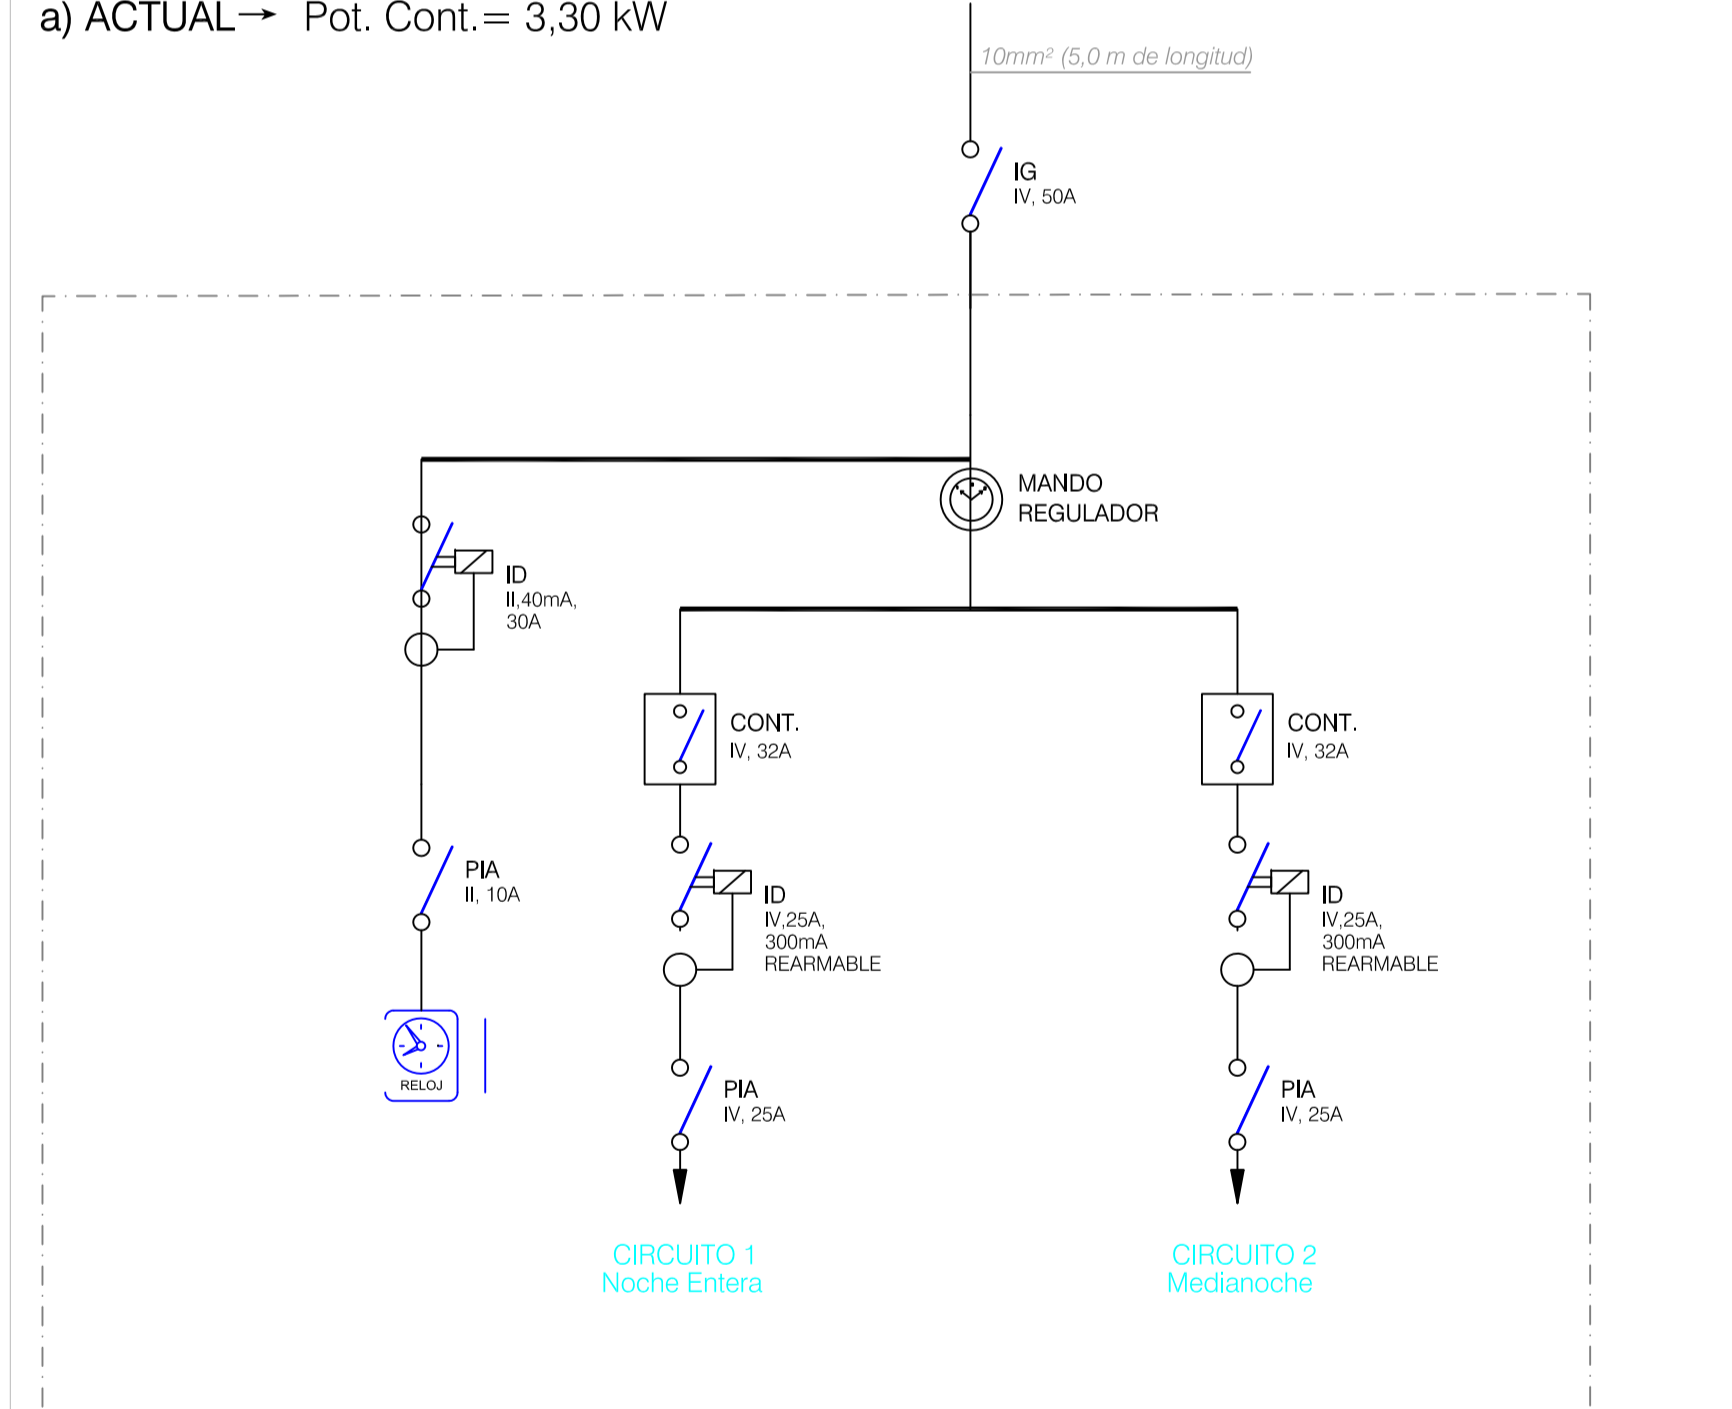 a) ACTUAL→ Pot. Cont.= 3,30 kW
10mm² (5,0 m de longitud)
IG
IV, 50A
MANDO
REGULADOR
ID
II,40mA,
30A
CONT.
IV, 32A
CONT.
IV, 32A
PIA
II, 10A
ID
IV,25A,
300mA
REARMABLE
ID
IV,25A,
300mA
REARMABLE
RELOJ
PIA
IV, 25A
PIA
IV, 25A
CIRCUITO 1
Noche Entera
CIRCUITO 2
Medianoche